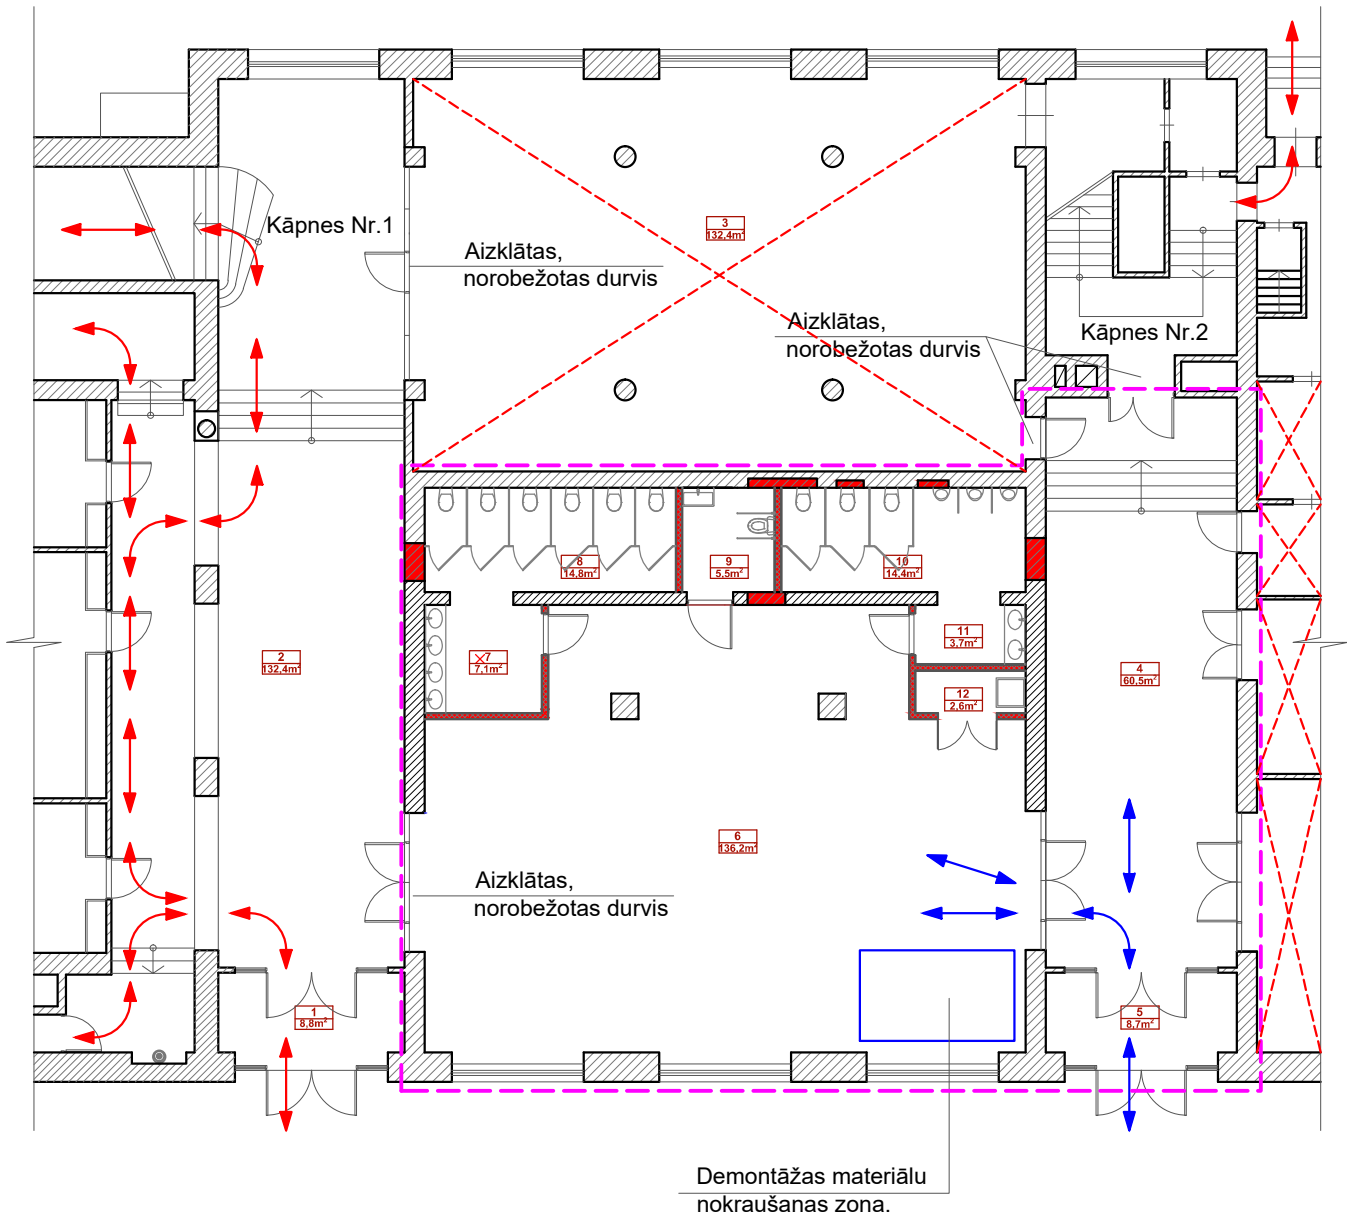 Kāpnes Nr.1
3
132,4m²
Aizklātas,
norobežotas durvis
Aizklātas,
norobežotas durvis
Kāpnes Nr.2
8
14,8m²
9
5,5m²
10
14,4m²
2
132,4m²
7
7,1m²
11
3,7m²
12
2,6m²
4
60,5m²
6
136,2m²
Aizklātas,
norobežotas durvis
1
8,8m²
5
8,7m²
Demontāžas materiālu
nokraušanas zona.